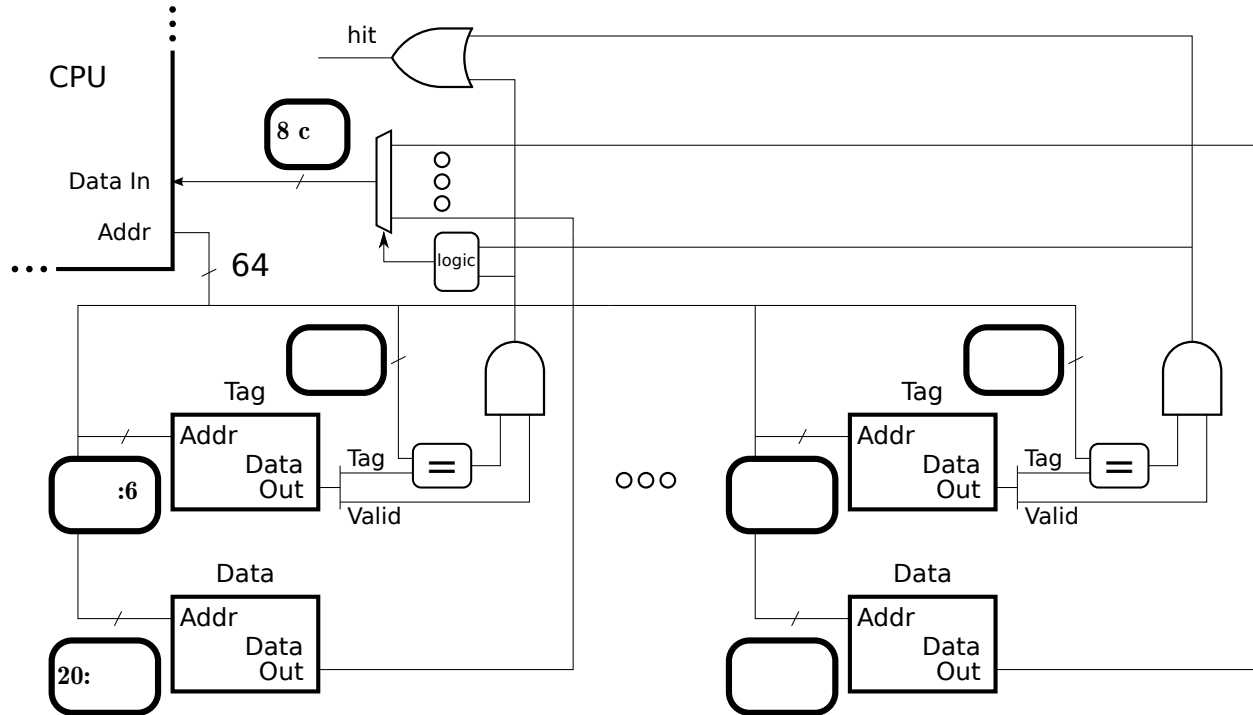 hit
CPU
8 c
Data In
Addr
64
logic
Tag
Addr
Data
Out
Tag
=
Valid
:6
Data
Addr
Data
Out
20:
Tag
Addr
Data
Out
Tag
=
Valid
Data
Addr
Data
Out